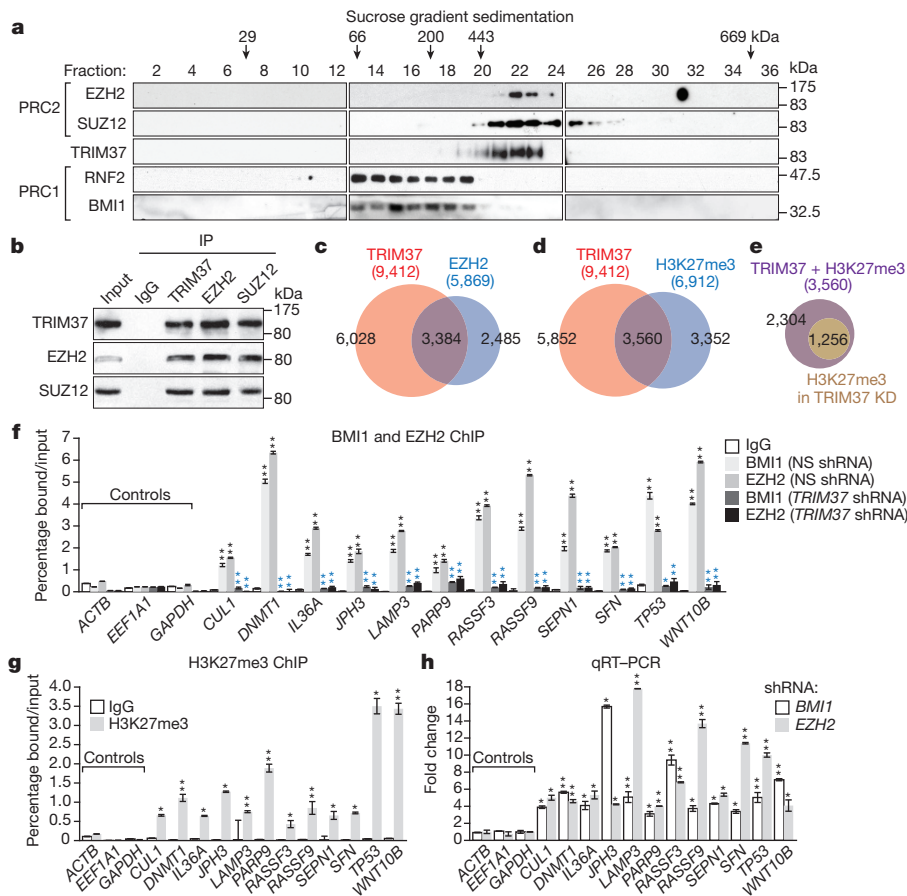 a
Sucrose gradient sedimentation
29 66 200 443 669 kDa
Fraction: 2 4 6 8 10 12 14 16 18 20 22 24 26 28 30 32 34 36 kDa
PRC2
EZH2 175 83
SUZ12 83
TRIM37 83
PRC1
RNF2 47.5
BMI1 32.5
b
IP
Input IgG TRIM37 EZH2 SUZ12 kDa
175
TRIM37 80
EZH2 80
SUZ12 80
c
TRIM37 (9,412)
EZH2 (5,869)
6,028 3,384 2,485
d
TRIM37 (9,412)
H3K27me3 (6,912)
5,852 3,560 3,352
e
TRIM37 + H3K27me3
(3,560)
2,304
1,256
H3K27me3
in TRIM37 KD
f
BMI1 and EZH2 ChIP
IgG
BMI1 (NS shRNA)
EZH2 (NS shRNA)
BMI1 (TRIM37 shRNA)
EZH2 (TRIM37 shRNA)
Controls
Percentage bound/input
7
6
5
4
3
2
1
0
ACTB EEF1A1 GAPDH CUL1 DNMT1 IL36A JPH3 LAMP3 PARP9 RASSF3 RASSF9 SEPN1 SFN TP53 WNT10B
g
H3K27me3 ChIP
IgG
H3K27me3
Controls
Percentage bound/input
4.0
3.5
3.0
2.5
2.0
1.5
1.0
0.5
0
ACTB EEF1A1 GAPDH CUL1 DNMT1 IL36A JPH3 LAMP3 PARP9 RASSF3 RASSF9 SEPN1 SFN TP53 WNT10B
h
qRT–PCR
shRNA:
BMI1
EZH2
Controls
Fold change
18
16
14
12
10
8
6
4
2
0
ACTB EEF1A1 GAPDH CUL1 DNMT1 IL36A JPH3 LAMP3 PARP9 RASSF3 RASSF9 SEPN1 SFN TP53 WNT10B